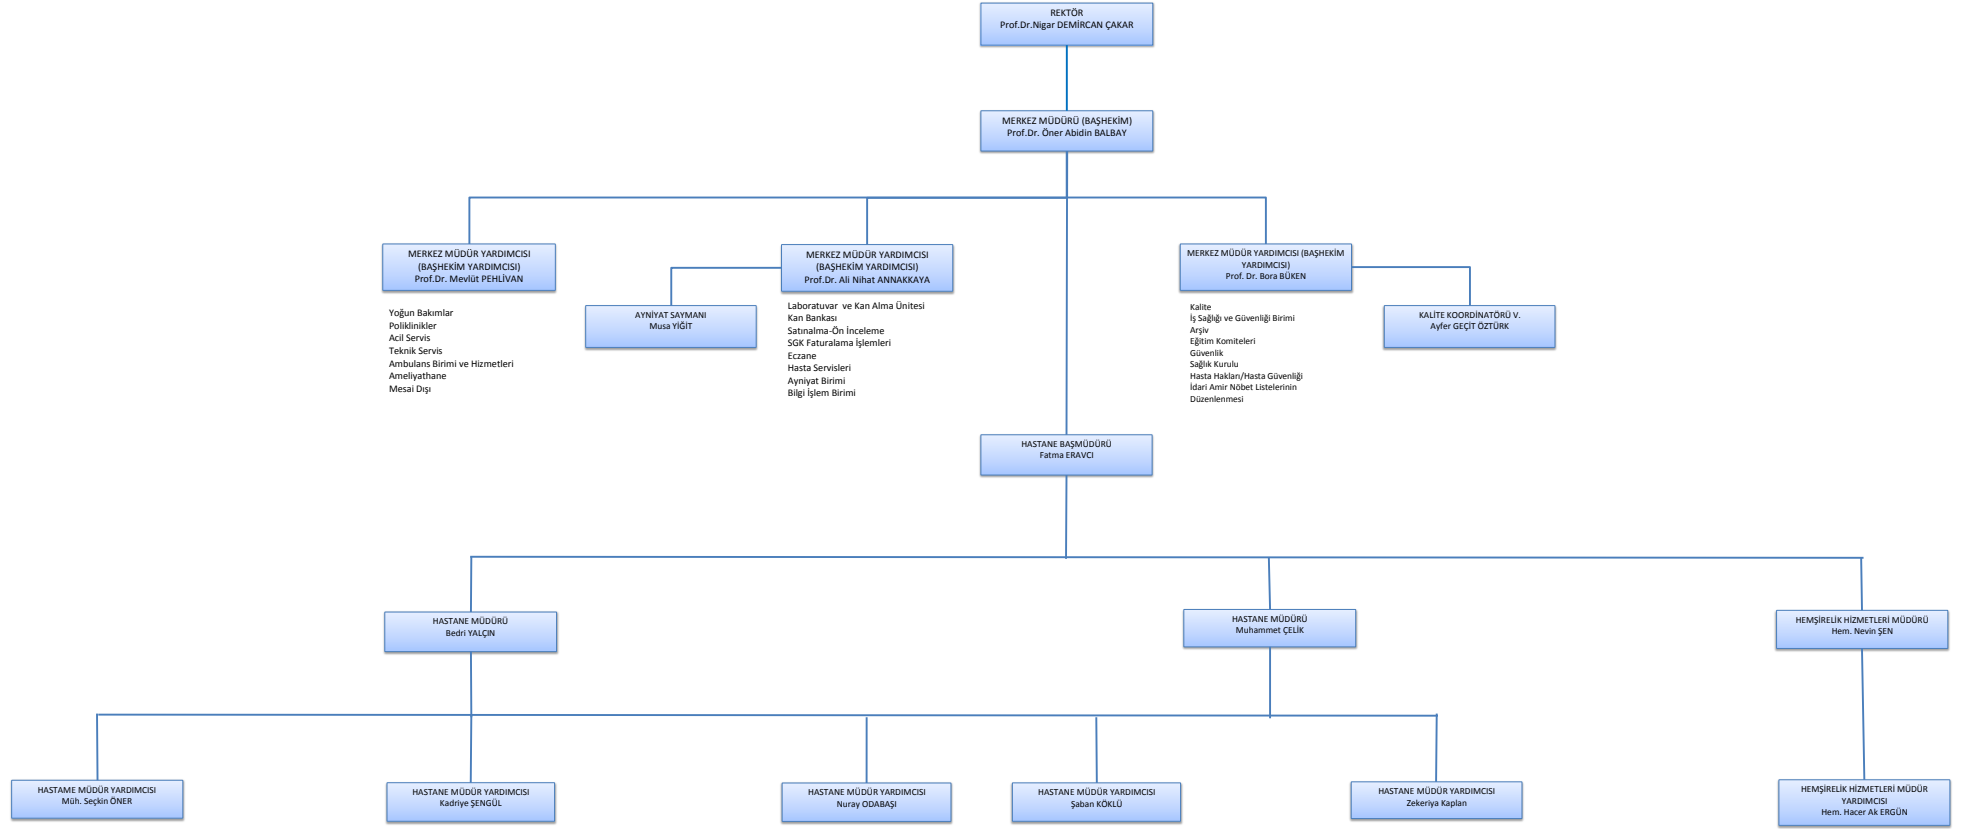 REKTÖR
Prof.Dr.Nigar DEMİRCAN ÇAKAR
MERKEZ MÜDÜRÜ (BAŞHEKİM)
Prof.Dr. Öner Abidin BALBAY
MERKEZ MÜDÜR YARDIMCISI
(BAŞHEKİM YARDIMCISI)
Prof.Dr. Mevlüt PEHLİVAN
Yoğun Bakımlar
Poliklinikler
Acil Servis
Teknik Servis
Ambulans Birimi ve Hizmetleri
Ameliyathane
Mesai Dışı
AYNİYAT SAYMANI
Musa YİĞİT
MERKEZ MÜDÜR YARDIMCISI
(BAŞHEKİM YARDIMCISI)
Prof.Dr. Ali Nihat ANNAKKAYA
Laboratuvar  ve Kan Alma Ünitesi
Kan Bankası
Satınalma-Ön İnceleme
SGK Faturalama İşlemleri
Eczane
Hasta Servisleri
Ayniyat Birimi
Bilgi İşlem Birimi
MERKEZ MÜDÜR YARDIMCISI (BAŞHEKİM
YARDIMCISI)
Prof. Dr. Bora BÜKEN
Kalite
İş Sağlığı ve Güvenliği Birimi
Arşiv
Eğitim Komiteleri
Güvenlik
Sağlık Kurulu
Hasta Hakları/Hasta Güvenliği
İdari Amir Nöbet Listelerinin
Düzenlenmesi
KALİTE KOORDİNATÖRÜ V.
Ayfer GEÇİT ÖZTÜRK
HASTANE BAŞMÜDÜRÜ
Fatma ERAVCI
HASTANE MÜDÜRÜ
Bedri YALÇIN
HASTANE MÜDÜRÜ
Muhammet ÇELİK
HEMŞİRELİK HİZMETLERİ MÜDÜRÜ
Hem. Nevin ŞEN
HASTAME MÜDÜR YARDIMCISI
Müh. Seçkin ÖNER
HASTANE MÜDÜR YARDIMCISI
Kadriye ŞENGÜL
HASTANE MÜDÜR YARDIMCISI
Nuray ODABAŞI
HASTANE MÜDÜR YARDIMCISI
Şaban KÖKLÜ
HASTANE MÜDÜR YARDIMCISI
Zekeriya Kaplan
HEMŞİRELİK HİZMETLERİ MÜDÜR
YARDIMCISI
Hem. Hacer Ak ERGÜN